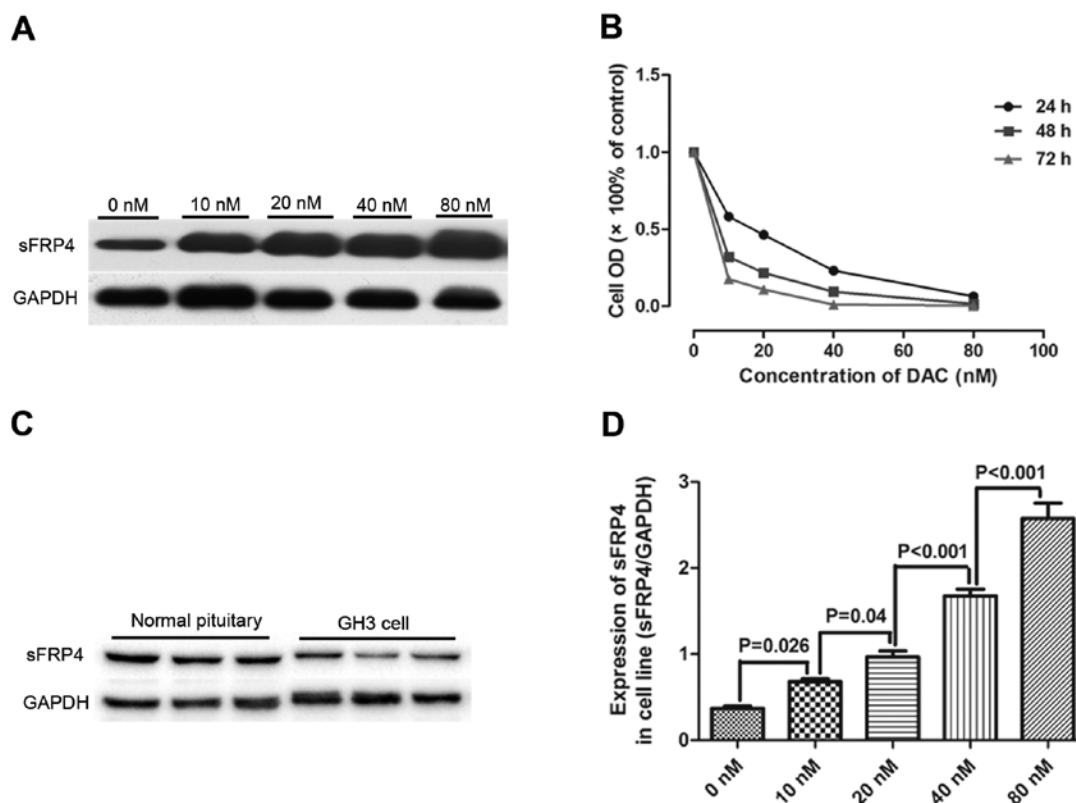 A
0 nM 10 nM 20 nM 40 nM 80 nM
sFRP4
GAPDH
B
Cell OD (× 100% of control)
1.5
1.0
0.5
0.0
0 20 40 60 80 100
Concentration of DAC (nM)
24 h
48 h
72 h
C
Normal pituitary GH3 cell
sFRP4
GAPDH
D
Expression of sFRP4
in cell line (sFRP4/GAPDH)
3
2
1
0
P=0.026
P=0.04
P<0.001
P<0.001
0 nM 10 nM 20 nM 40 nM 80 nM